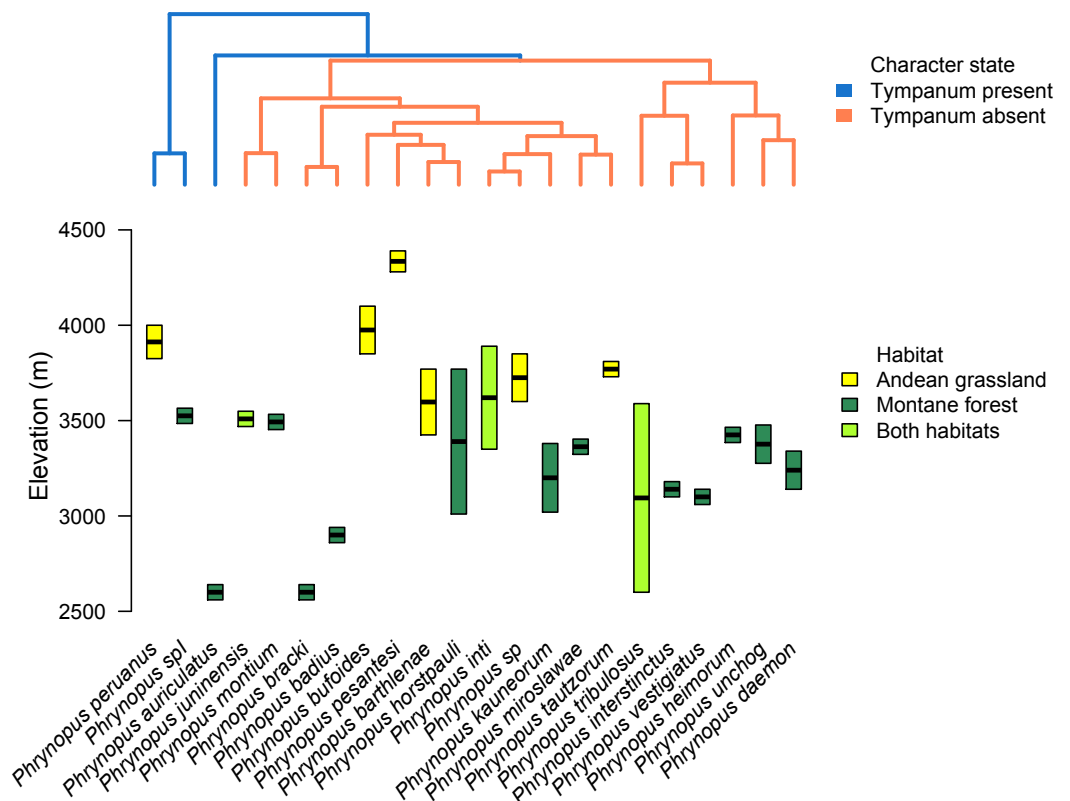 Character state
Tympanum present
Tympanum absent
4500
4000
3500
3000
2500
Elevation (m)
Habitat
Andean grassland
Montane forest
Both habitats
Phrynopus peruanus
Phrynopus spI
Phrynopus auriculatus
Phrynopus juninensis
Phrynopus montium
Phrynopus bracki
Phrynopus badius
Phrynopus bufoides
Phrynopus pesantesi
Phrynopus barthlenae
Phrynopus horstpauli
Phrynopus inti
Phrynopus sp
Phrynopus kauneorum
Phrynopus miroslawae
Phrynopus tautzorum
Phrynopus tribulosus
Phrynopus interstinctus
Phrynopus vestigiatus
Phrynopus heimorum
Phrynopus unchog
Phrynopus daemon